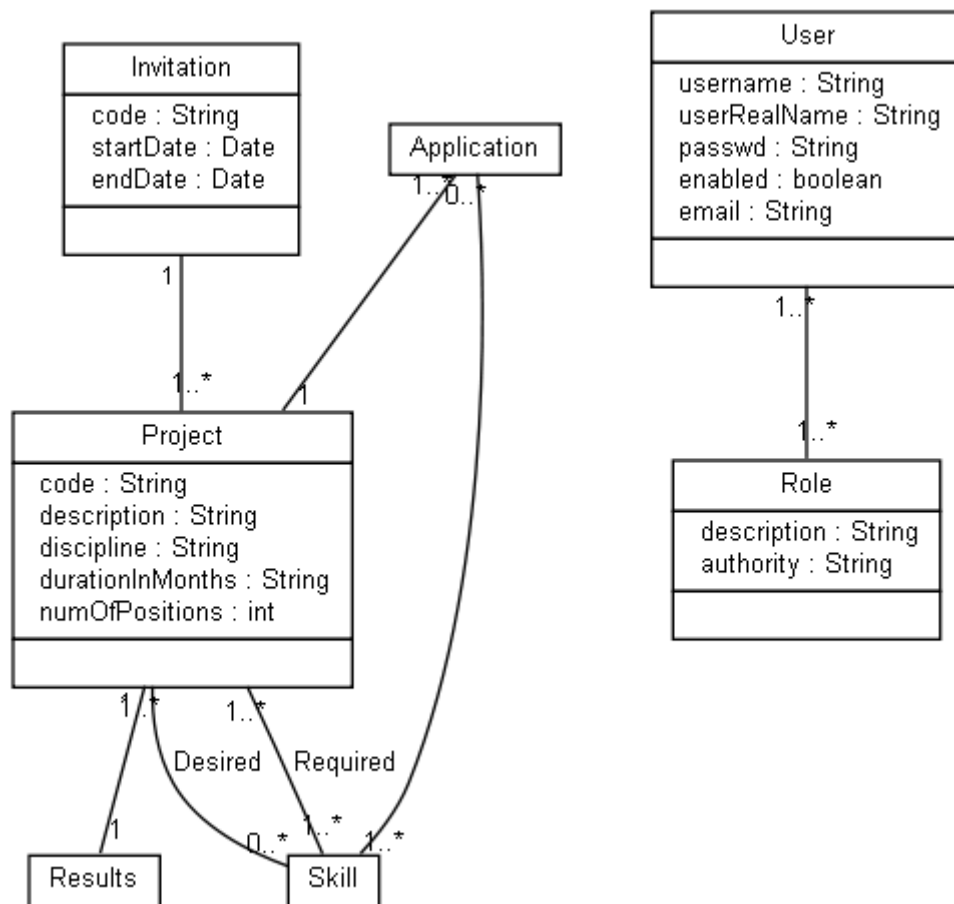 Invitation
code : String
startDate : Date
endDate : Date
1
1..*
Application
1..*
0..*
1
Project
code : String
description : String
discipline : String
durationInMonths : String
numOfPositions : int
1..*
1..*
Desired
Required
1
0..*
1..*
1..*
Results
Skill
User
username : String
userRealName : String
passwd : String
enabled : boolean
email : String
1..*
1..*
Role
description : String
authority : String